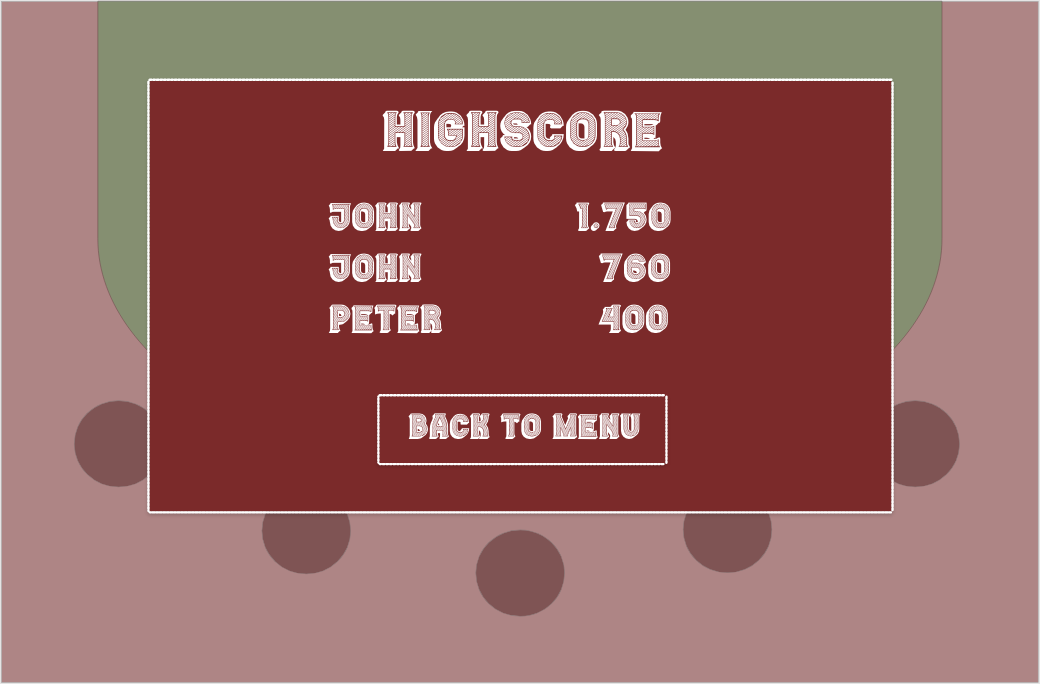 HIGHSCORE
JOHN 1.750
JOHN 760
PETER 400
BACK TO MENU